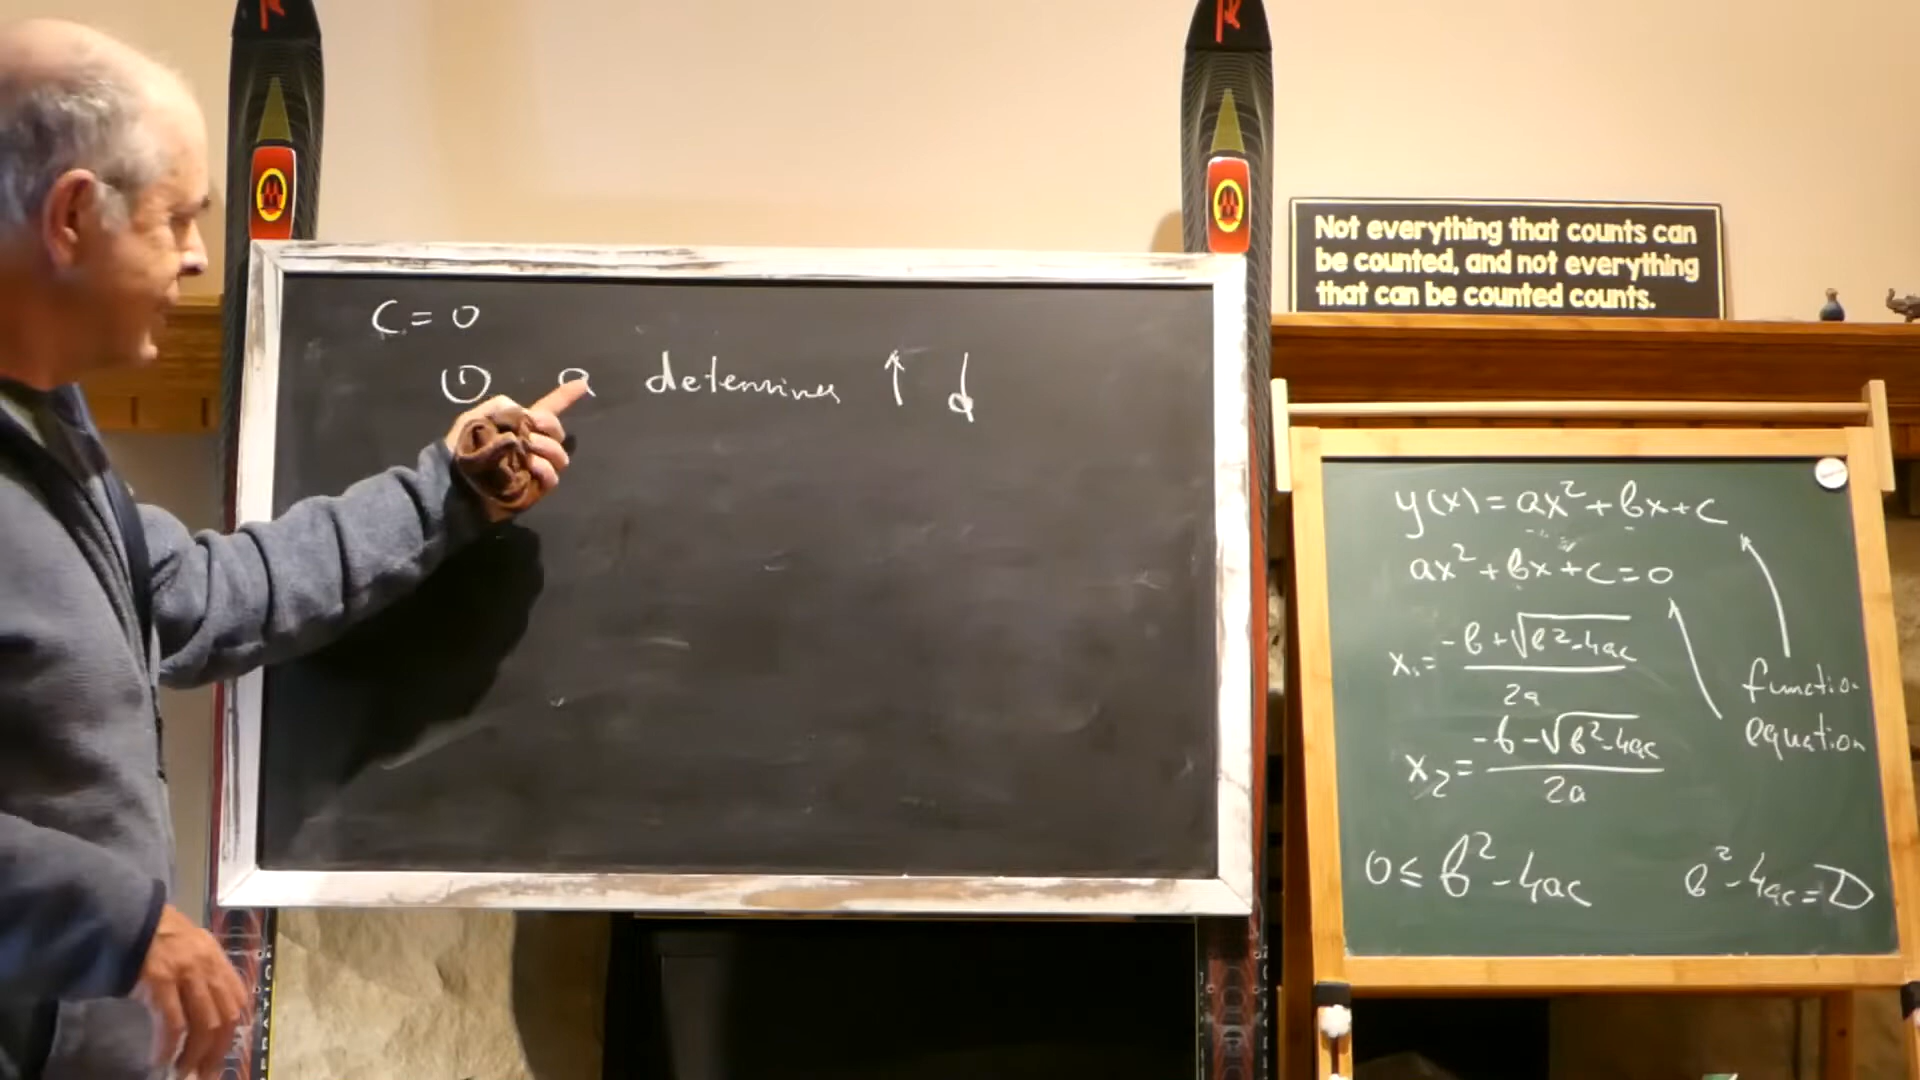 C = 0
① a determines ↑
Not everything that counts can
be counted, and not everything
that can be counted counts.
y(x) = ax² + bx + c
ax² + bx + c = 0
x₁ = (-b + √(b² - 4ac)) / 2a
x₂ = (-b - √(b² - 4ac)) / 2a
function
equation
0 ≤ b² - 4ac
b² - 4ac = D